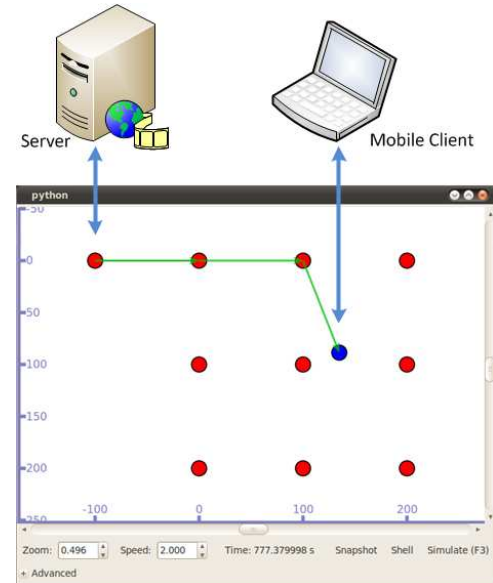 Server
Mobile Client
python
-50
0
50
100
150
200
250
-100
0
100
200
Zoom: 0.496 Speed: 2.000 Time: 777.379998 s Snapshot Shell Simulate (F3)
+ Advanced